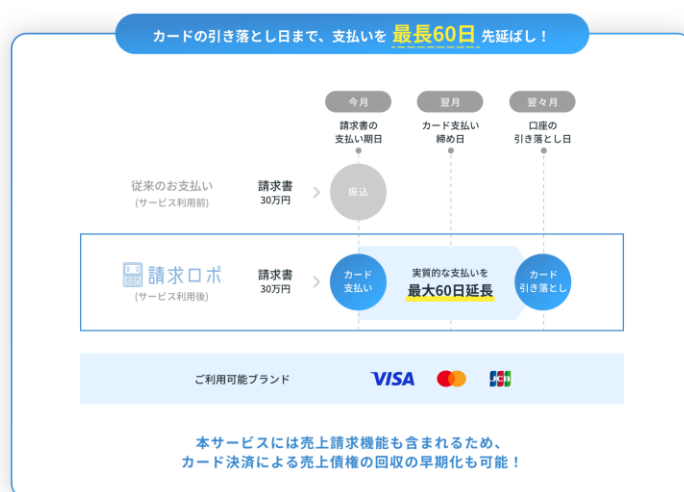 カードの引き落とし日まで、支払いを 最長60日 先延ばし！
今月
翌月
翌々月
請求書の
支払い期日
カード支払い
締め日
口座の
引き落とし日
従来のお支払い
(サービス利用前)
請求書
30万円
振込
請求ロボ
(サービス利用後)
請求書
30万円
カード
支払い
実質的な支払いを
最大60日延長
カード
引き落とし
ご利用可能ブランド
VISA
JCB
本サービスには売上請求機能も含まれるため、
カード決済による売上債権の回収の早期化も可能！